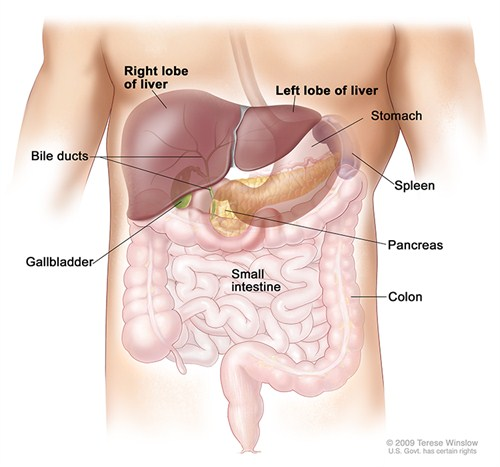 Right lobe
of liver
Left lobe of liver
Stomach
Bile ducts
Spleen
Pancreas
Gallbladder
Small
intestine
Colon
© 2009 Terese Winslow
U.S. Govt. has certain rights